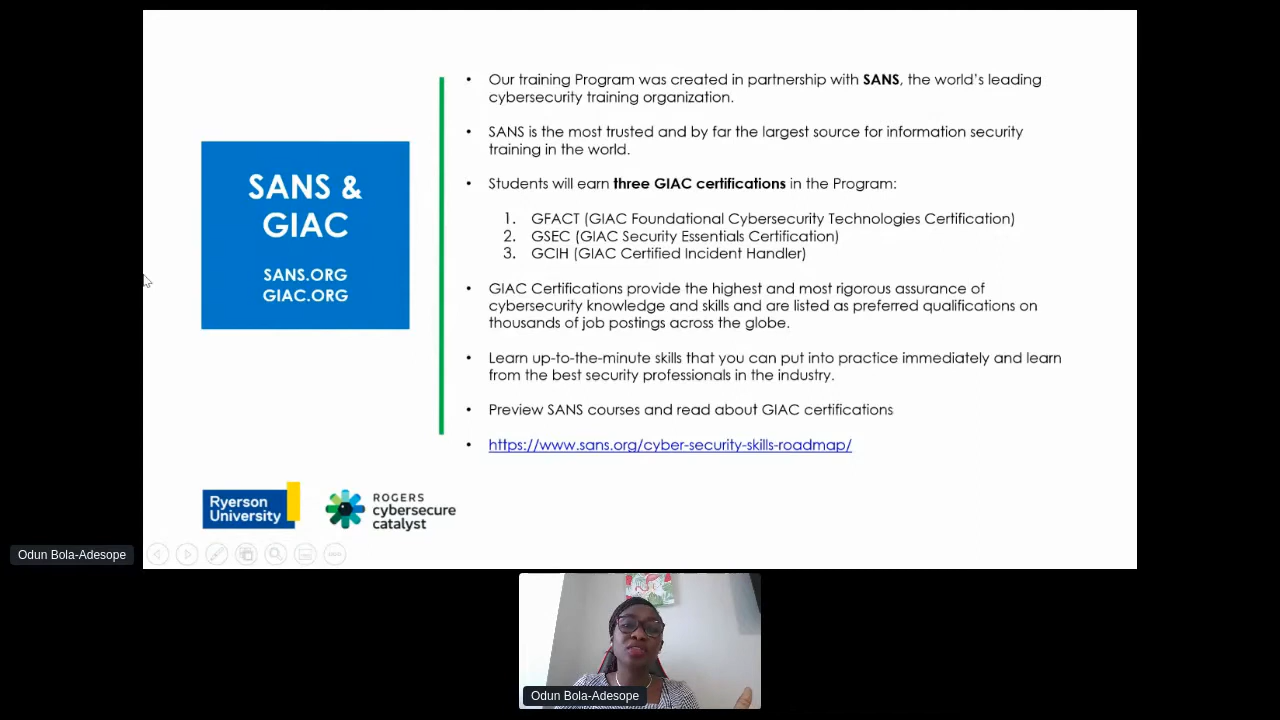 SANS &
GIAC
SANS.ORG
GIAC.ORG
• Our training Program was created in partnership with SANS, the world's leading
cybersecurity training organization.
• SANS is the most trusted and by far the largest source for information security
training in the world.
• Students will earn three GIAC certifications in the Program:
1. GFACT (GIAC Foundational Cybersecurity Technologies Certification)
2. GSEC (GIAC Security Essentials Certification)
3. GCIH (GIAC Certified Incident Handler)
• GIAC Certifications provide the highest and most rigorous assurance of
cybersecurity knowledge and skills and are listed as preferred qualifications on
thousands of job postings across the globe.
• Learn up-to-the-minute skills that you can put into practice immediately and learn
from the best security professionals in the industry.
• Preview SANS courses and read about GIAC certifications
• https://www.sans.org/cyber-security-skills-roadmap/
Ryerson
University
ROGERS
cybersecure
catalyst
Odun Bola-Adesope
Odun Bola-Adesope